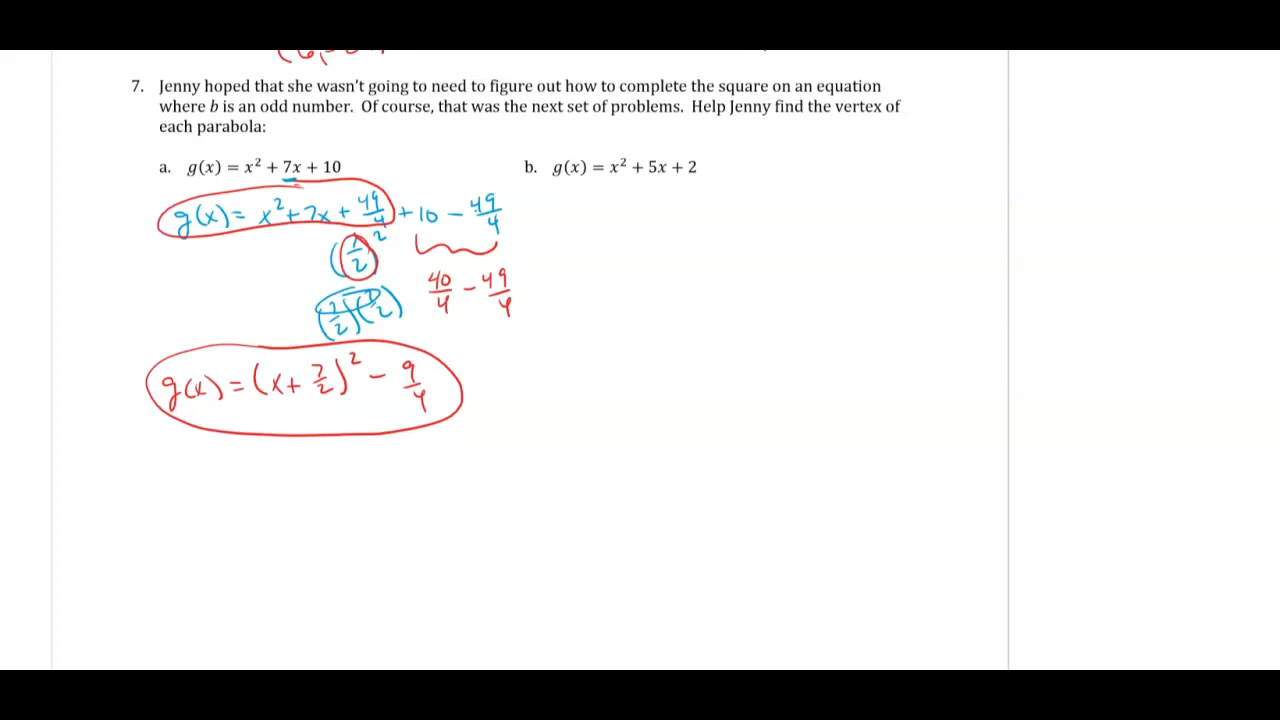 7. Jenny hoped that she wasn't going to need to figure out how to complete the square on an equation
where b is an odd number. Of course, that was the next set of problems. Help Jenny find the vertex of
each parabola:
a. g(x) = x² + 7x + 10
b. g(x) = x² + 5x + 2
g(x) = x² + 7x + 49/4 + 10 − 49/4
(7/2)²
40/4 − 49/4
(7/2)(7/2)
g(x) = (x + 7/2)² − 9/4